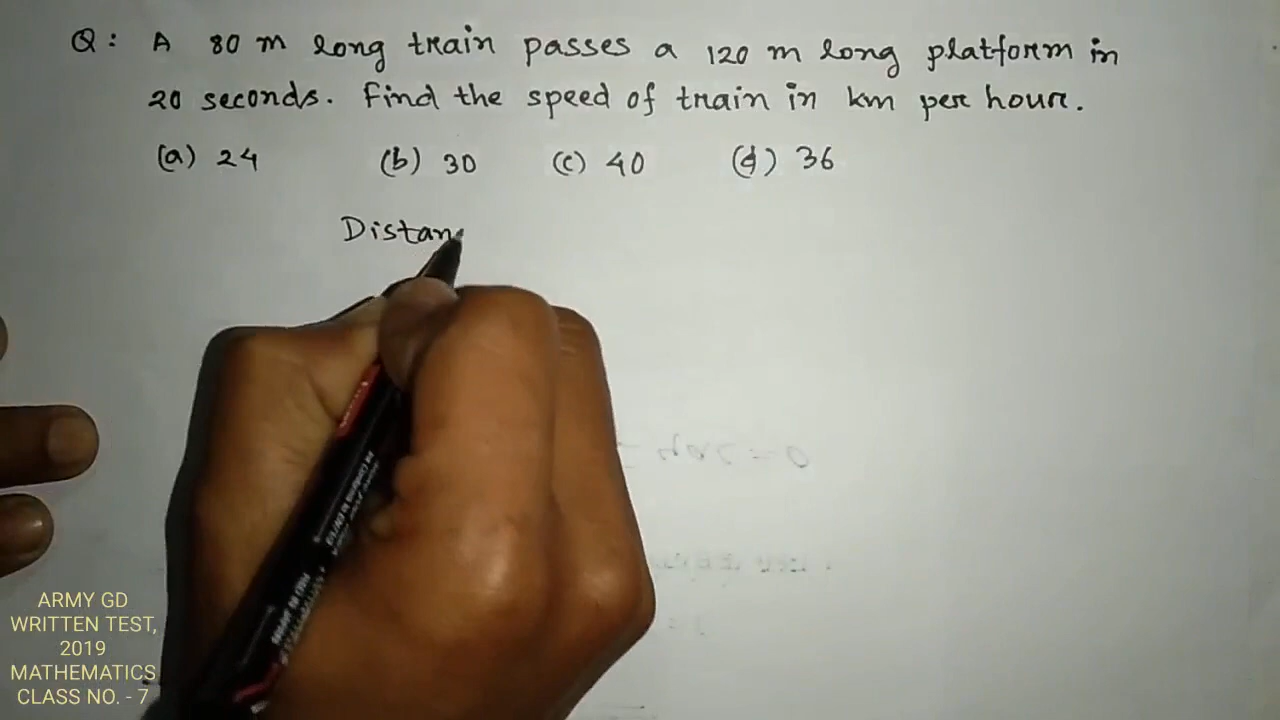 Q: A 80 m long train passes a 120 m long platform in
20 seconds. Find the speed of train in km per hour.
(a) 24 (b) 30 (c) 40 (d) 36
Distan
ARMY GD
WRITTEN TEST,
2019
MATHEMATICS
CLASS NO. - 7